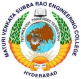 MATURI VENKATA SUBBA RAO ENGINEERING COLLEGE
HYDERABAD